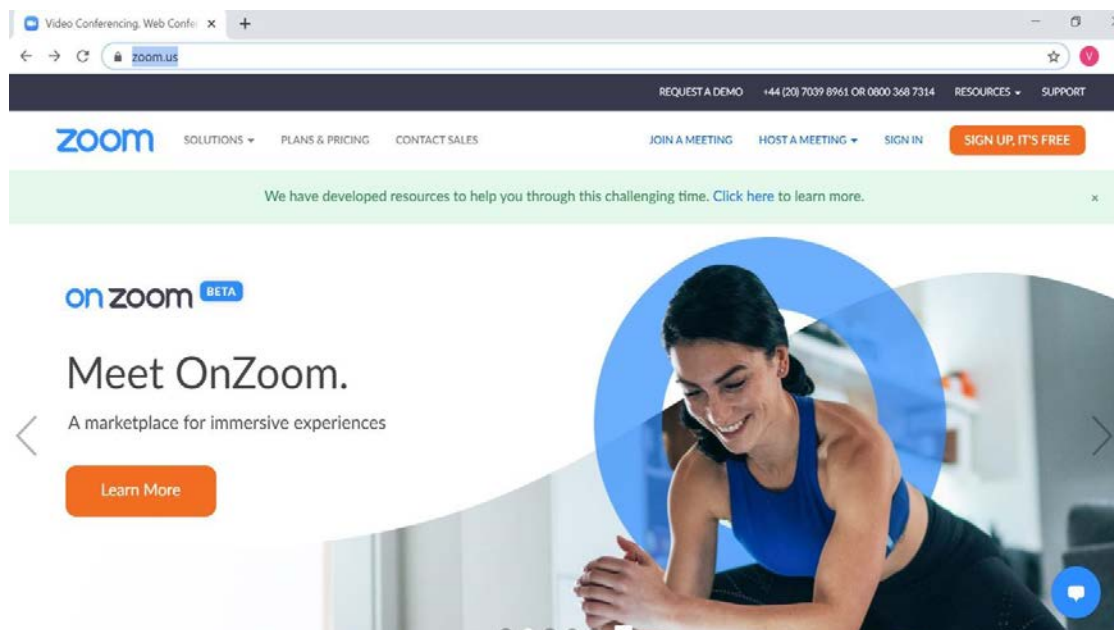 Video Conferencing, Web Confe
zoom.us
V
REQUEST A DEMO +44 (20) 7039 8961 OR 0800 368 7314 RESOURCES SUPPORT
zoom SOLUTIONS PLANS & PRICING CONTACT SALES JOIN A MEETING HOST A MEETING SIGN IN SIGN UP, IT'S FREE
We have developed resources to help you through this challenging time. Click here to learn more.
on zoom BETA
Meet OnZoom.
A marketplace for immersive experiences
Learn More